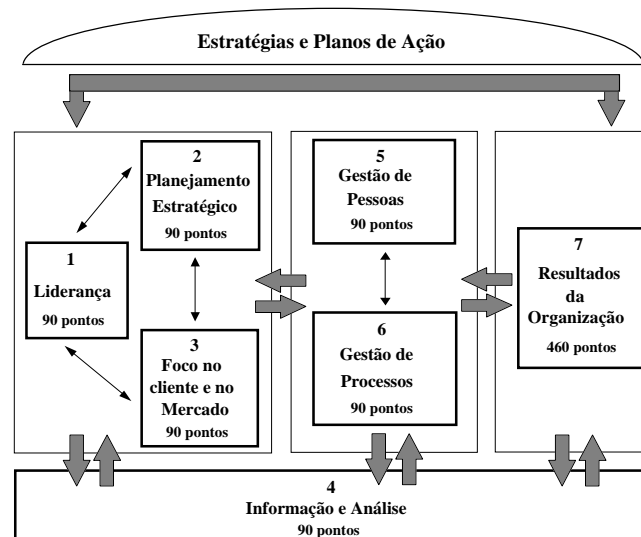 Estratégias e Planos de Ação
1
Liderança
90 pontos
2
Planejamento
Estratégico
90 pontos
3
Foco no
cliente e no
Mercado
90 pontos
5
Gestão de
Pessoas
90 pontos
6
Gestão de
Processos
90 pontos
7
Resultados
da
Organização
460 pontos
4
Informação e Análise
90 pontos